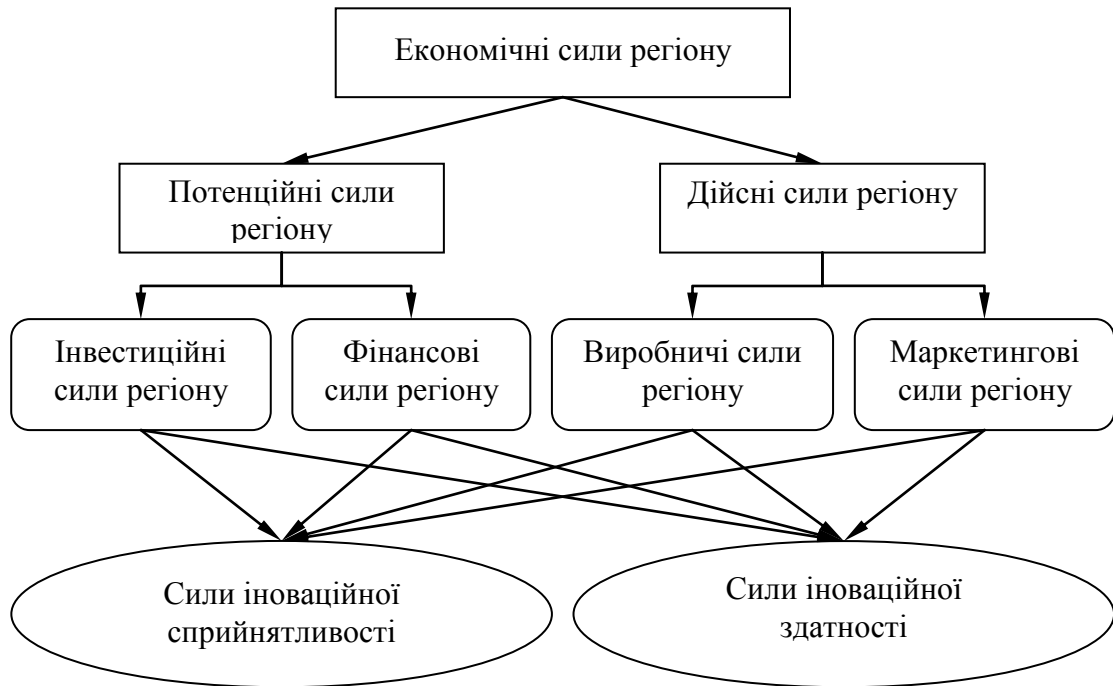 Економічні сили регіону
Потенційні сили
регіону
Дійсні сили регіону
Інвестиційні
сили регіону
Фінансові
сили регіону
Виробничі сили
регіону
Маркетингові
сили регіону
Сили іноваційної
сприйнятливості
Сили іноваційної
здатності